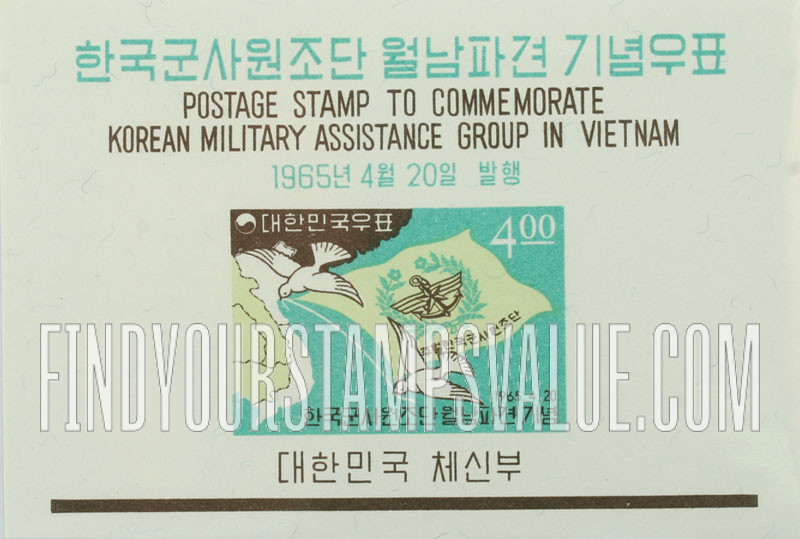 한국군사원조단 월남파견 기념우표
POSTAGE STAMP TO COMMEMORATE
KOREAN MILITARY ASSISTANCE GROUP IN VIETNAM
1965년 4월 20일 발행
대한민국우표
4.00
FINDYOURSTAMPSVALUE.COM
1965.4.20
한국군사원조단 월남파견 기념
대한민국 체신부